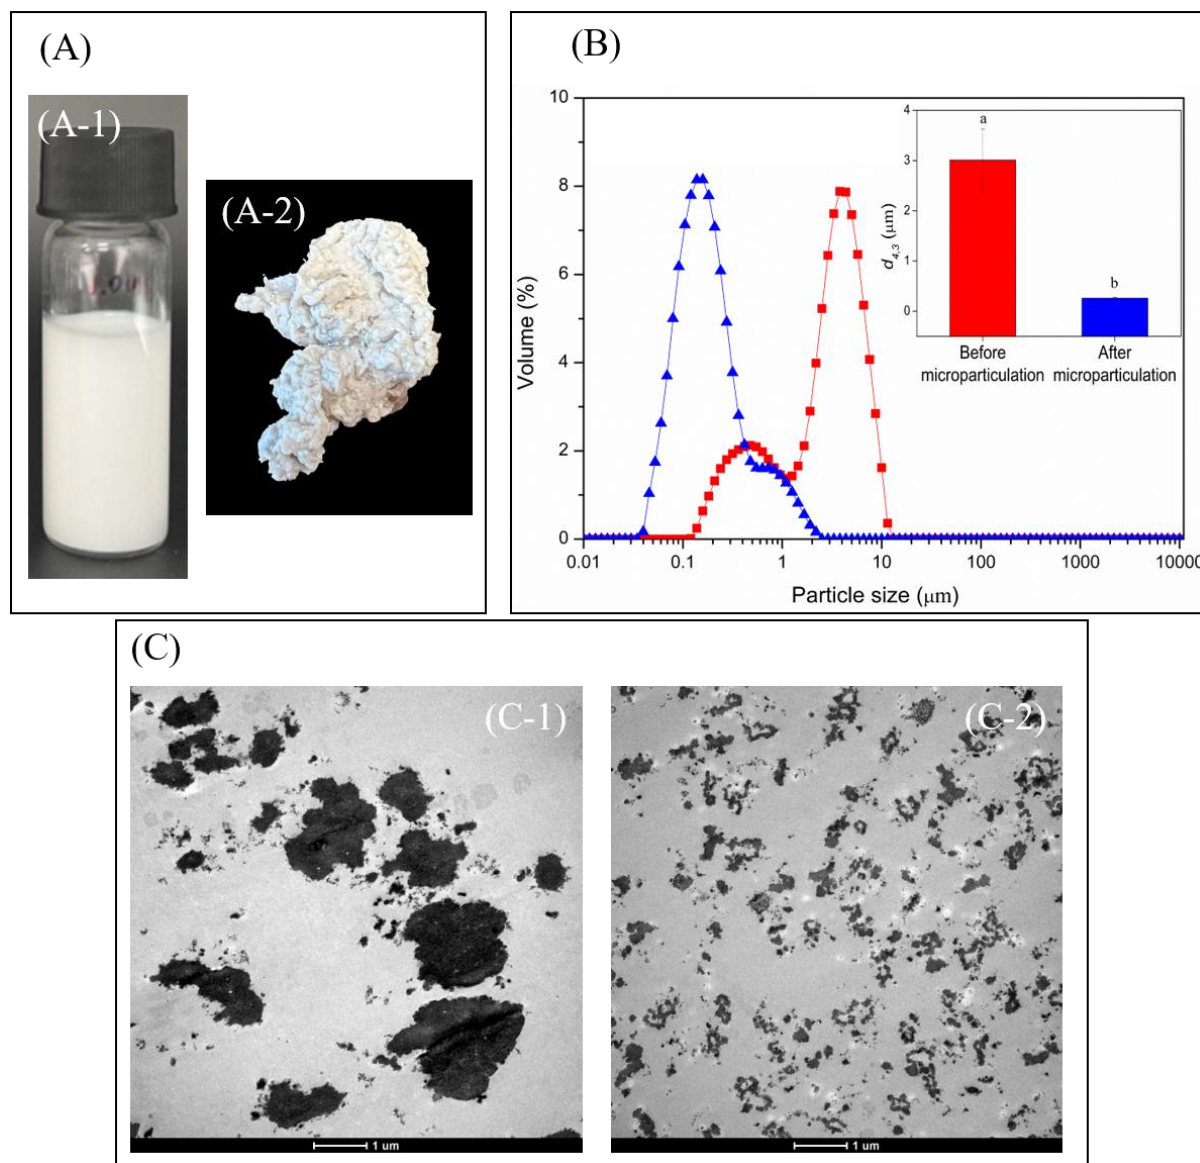 (A)
(A-1)
(A-2)
(B)
10
8
6
4
2
0
Volume (%)
0.01
0.1
1
10
100
1000
10000
Particle size (μm)
4
3
2
1
0
d4,3 (μm)
a
b
Before
microparticulation
After
microparticulation
(C)
(C-1)
1 um
(C-2)
1 um